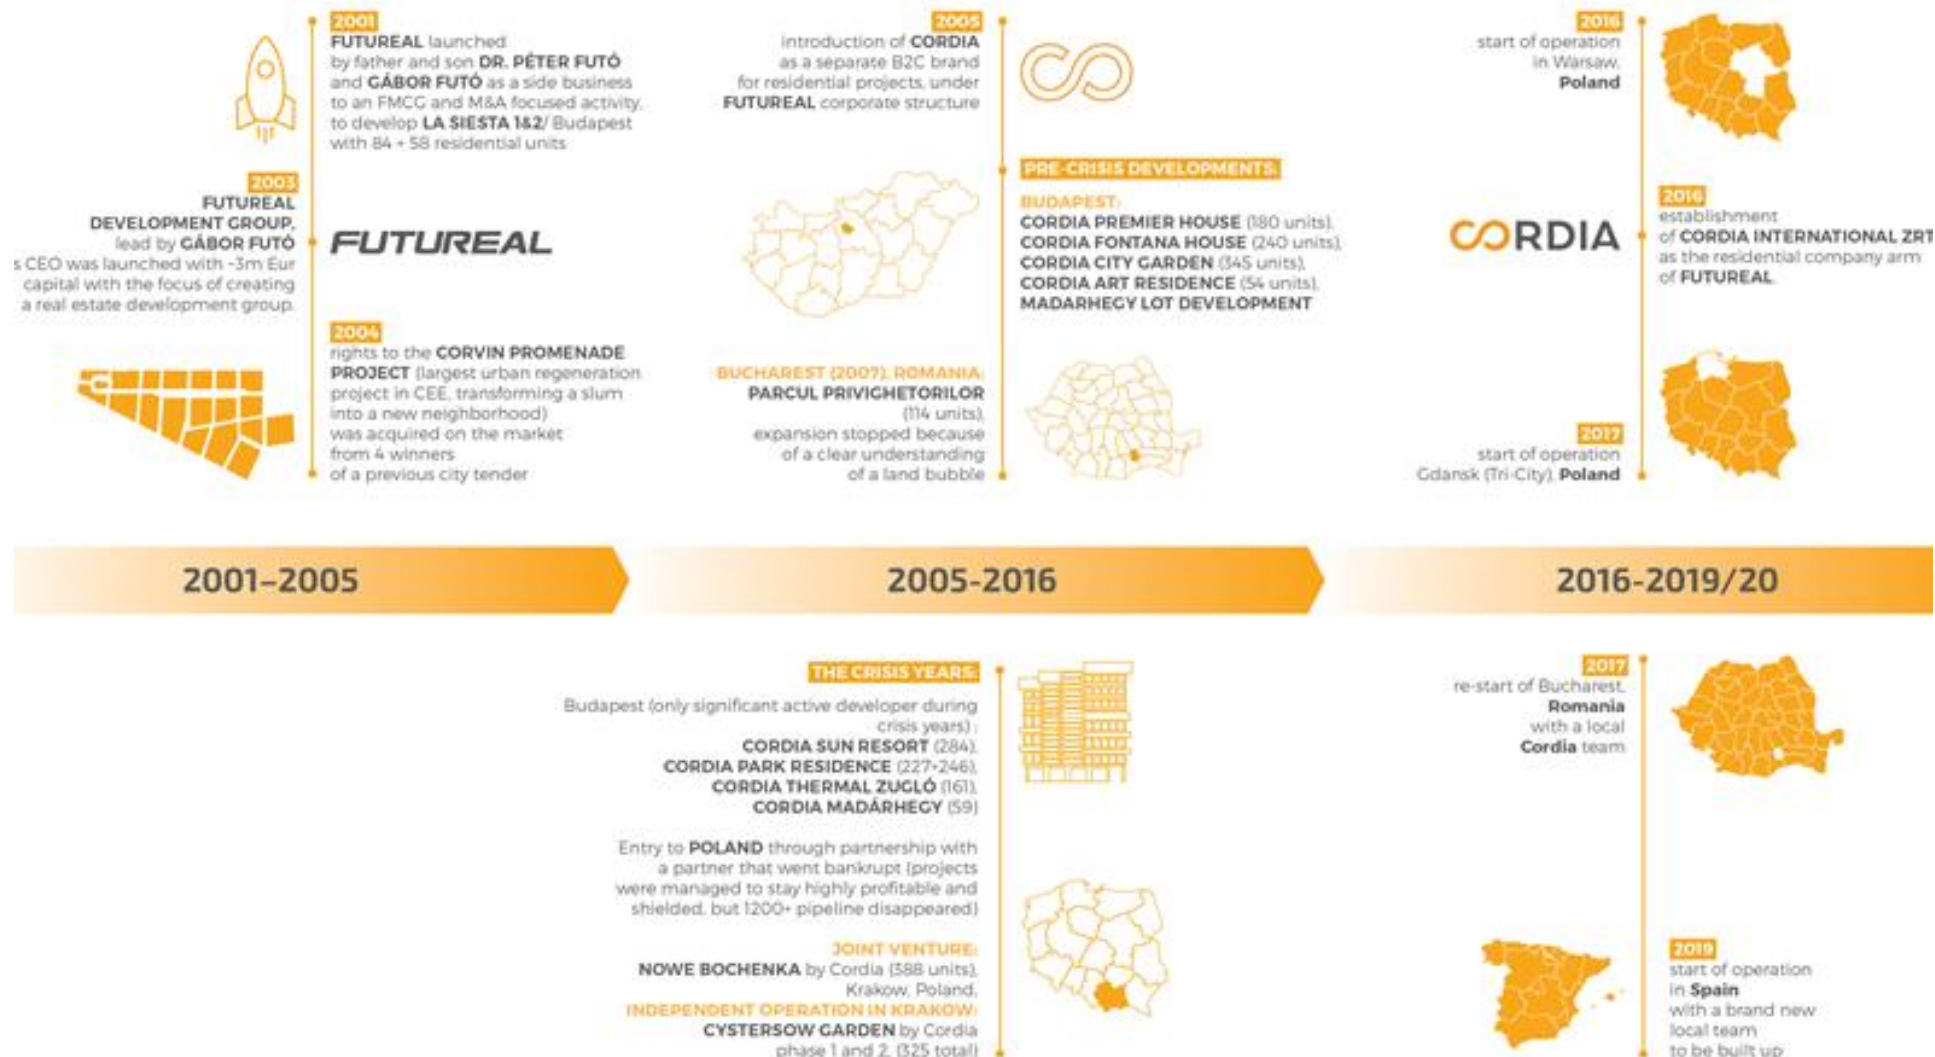 2001
FUTUREAL launched
by father and son DR. PÉTER FUTÓ
and GÁBOR FUTÓ as a side business
to an FMCG and M&A focused activity,
to develop LA SIESTA 1&2/ Budapest
with 84 + 58 residential units
2003
FUTUREAL
DEVELOPMENT GROUP,
lead by GÁBOR FUTÓ
s CEO was launched with ~3m Eur
capital with the focus of creating
a real estate development group.
FUTUREAL
2004
rights to the CORVIN PROMENADE
PROJECT (largest urban regeneration
project in CEE, transforming a slum
into a new neighborhood)
was acquired on the market
from 4 winners
of a previous city tender
2005
introduction of CORDIA
as a separate B2C brand
for residential projects, under
FUTUREAL corporate structure
PRE-CRISIS DEVELOPMENTS:
BUDAPEST:
CORDIA PREMIER HOUSE (180 units),
CORDIA FONTANA HOUSE (240 units),
CORDIA CITY GARDEN (345 units),
CORDIA ART RESIDENCE (54 units),
MADARHEGY LOT DEVELOPMENT
BUCHAREST (2007), ROMANIA:
PARCUL PRIVIGHETORILOR
(114 units),
expansion stopped because
of a clear understanding
of a land bubble
2016
start of operation
in Warsaw,
Poland
CORDIA
2016
establishment
of CORDIA INTERNATIONAL ZRT
as the residential company arm
of FUTUREAL
2017
start of operation
Gdansk (Tri-City), Poland
2001–2005
2005-2016
2016-2019/20
THE CRISIS YEARS:
Budapest (only significant active developer during
crisis years) :
CORDIA SUN RESORT (284),
CORDIA PARK RESIDENCE (227+246),
CORDIA THERMAL ZUGLÓ (161),
CORDIA MADÁRHEGY (59)
Entry to POLAND through partnership with
a partner that went bankrupt (projects
were managed to stay highly profitable and
shielded, but 1200+ pipeline disappeared)
JOINT VENTURE:
NOWE BOCHENKA by Cordia (388 units),
Krakow, Poland,
INDEPENDENT OPERATION IN KRAKOW:
CYSTERSOW GARDEN by Cordia
phase 1 and 2, (325 total)
2017
re-start of Bucharest,
Romania
with a local
Cordia team
2019
start of operation
in Spain
with a brand new
local team
to be built up